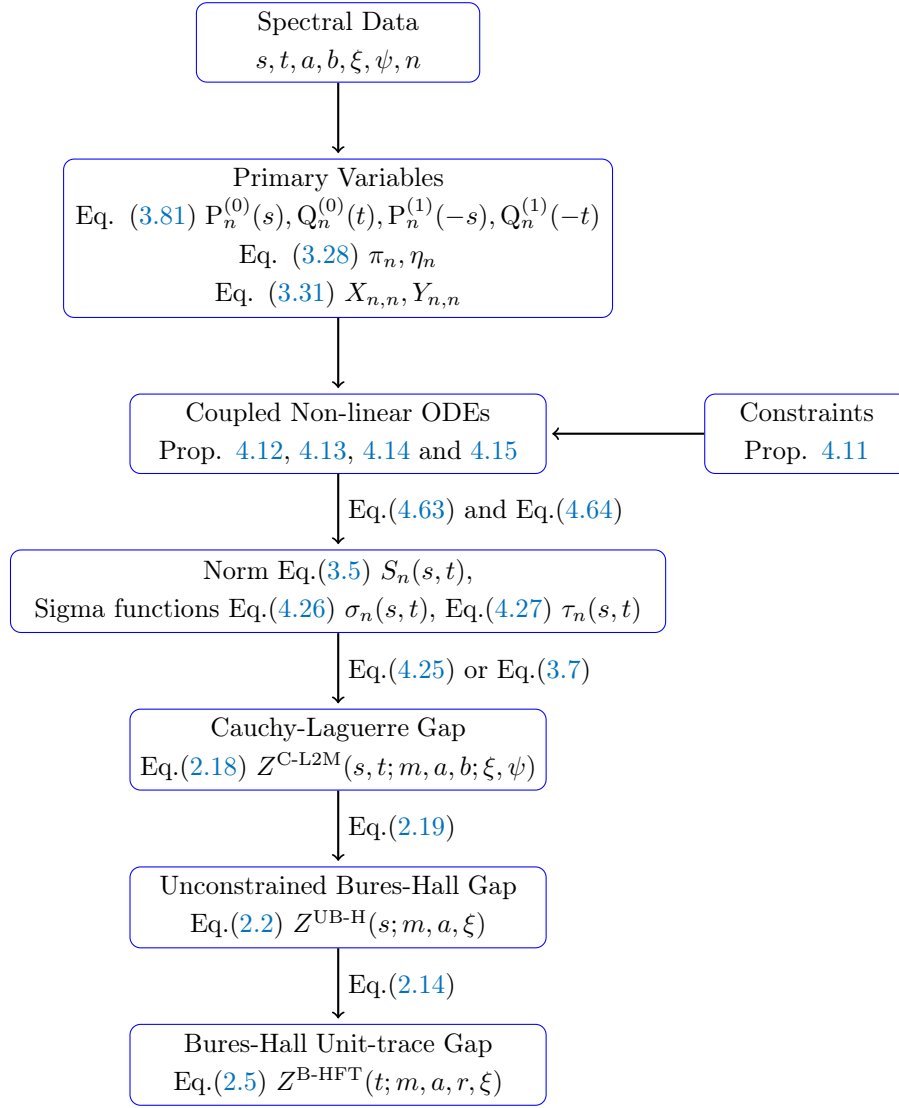 Spectral Data
s, t, a, b, ξ, ψ, n
Primary Variables
Eq. (3.81) P_n^{(0)}(s), Q_n^{(0)}(t), P_n^{(1)}(−s), Q_n^{(1)}(−t)
Eq. (3.28) π_n, η_n
Eq. (3.31) X_{n,n}, Y_{n,n}
Coupled Non-linear ODEs
Prop. 4.12, 4.13, 4.14 and 4.15
Constraints
Prop. 4.11
Eq.(4.63) and Eq.(4.64)
Norm Eq.(3.5) S_n(s, t),
Sigma functions Eq.(4.26) σ_n(s, t), Eq.(4.27) τ_n(s, t)
Eq.(4.25) or Eq.(3.7)
Cauchy-Laguerre Gap
Eq.(2.18) Z^{C-L2M}(s, t; m, a, b; ξ, ψ)
Eq.(2.19)
Unconstrained Bures-Hall Gap
Eq.(2.2) Z^{UB-H}(s; m, a, ξ)
Eq.(2.14)
Bures-Hall Unit-trace Gap
Eq.(2.5) Z^{B-HFT}(t; m, a, r, ξ)